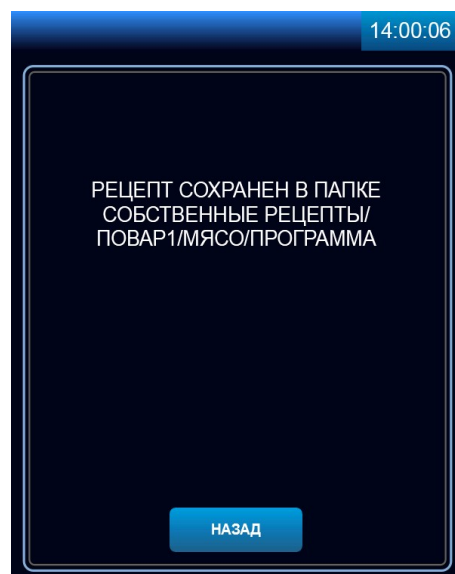 14:00:06
РЕЦЕПТ СОХРАНЕН В ПАПКЕ
СОБСТВЕННЫЕ РЕЦЕПТЫ/
ПОВАР1/МЯСО/ПРОГРАММА
НАЗАД